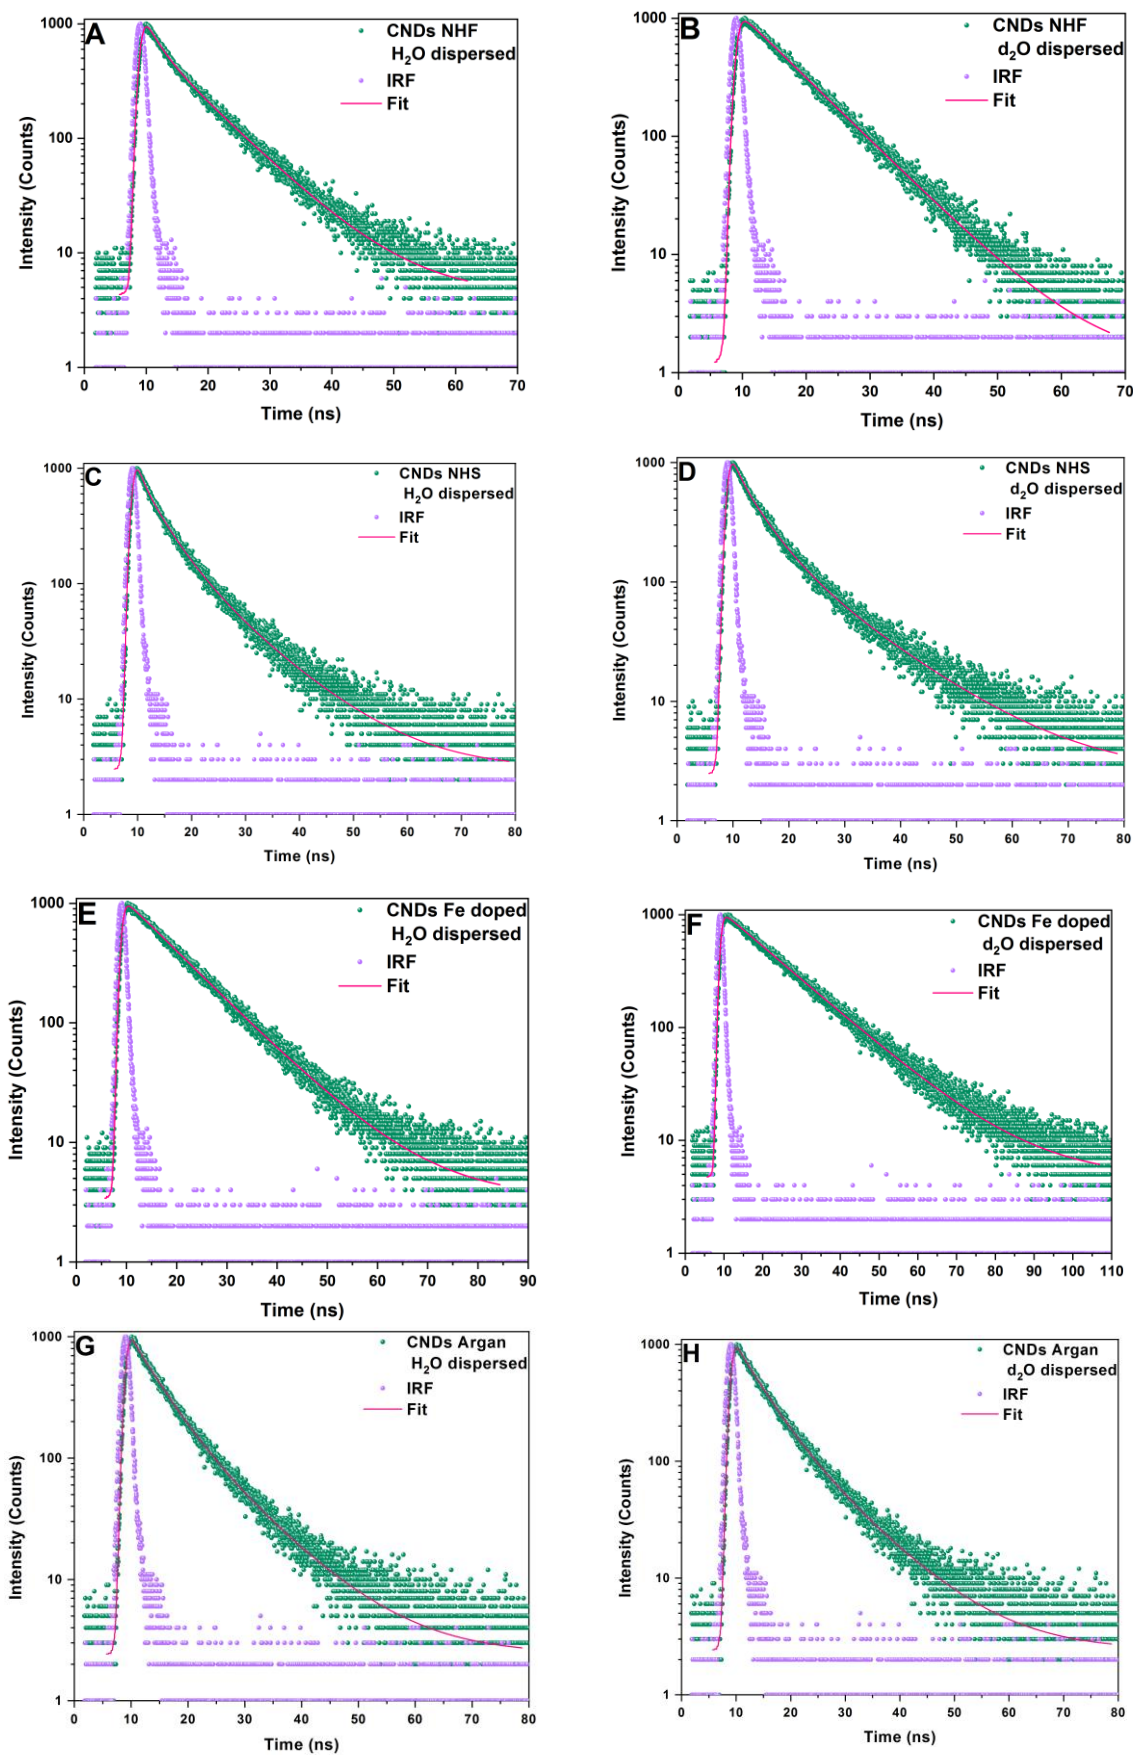 A
CNDs NHF
H₂O dispersed
IRF
Fit
Intensity (Counts)
1000
100
10
1
0 10 20 30 40 50 60 70
Time (ns)
B
CNDs NHF
d₂O dispersed
IRF
Fit
Intensity (Counts)
1000
100
10
1
0 10 20 30 40 50 60 70
Time (ns)
C
CNDs NHS
H₂O dispersed
IRF
Fit
Intensity (Counts)
1000
100
10
1
0 10 20 30 40 50 60 70 80
Time (ns)
D
CNDs NHS
d₂O dispersed
IRF
Fit
Intensity (Counts)
1000
100
10
1
0 10 20 30 40 50 60 70 80
Time (ns)
E
CNDs Fe doped
H₂O dispersed
IRF
Fit
Intensity (Counts)
1000
100
10
1
0 10 20 30 40 50 60 70 80 90
Time (ns)
F
CNDs Fe doped
d₂O dispersed
IRF
Fit
Intensity (Counts)
1000
100
10
1
0 10 20 30 40 50 60 70 80 90 100 110
Time (ns)
G
CNDs Argan
H₂O dispersed
IRF
Fit
Intensity (Counts)
1000
100
10
1
0 10 20 30 40 50 60 70 80
Time (ns)
H
CNDs Argan
d₂O dispersed
IRF
Fit
Intensity (Counts)
1000
100
10
1
0 10 20 30 40 50 60 70 80
Time (ns)